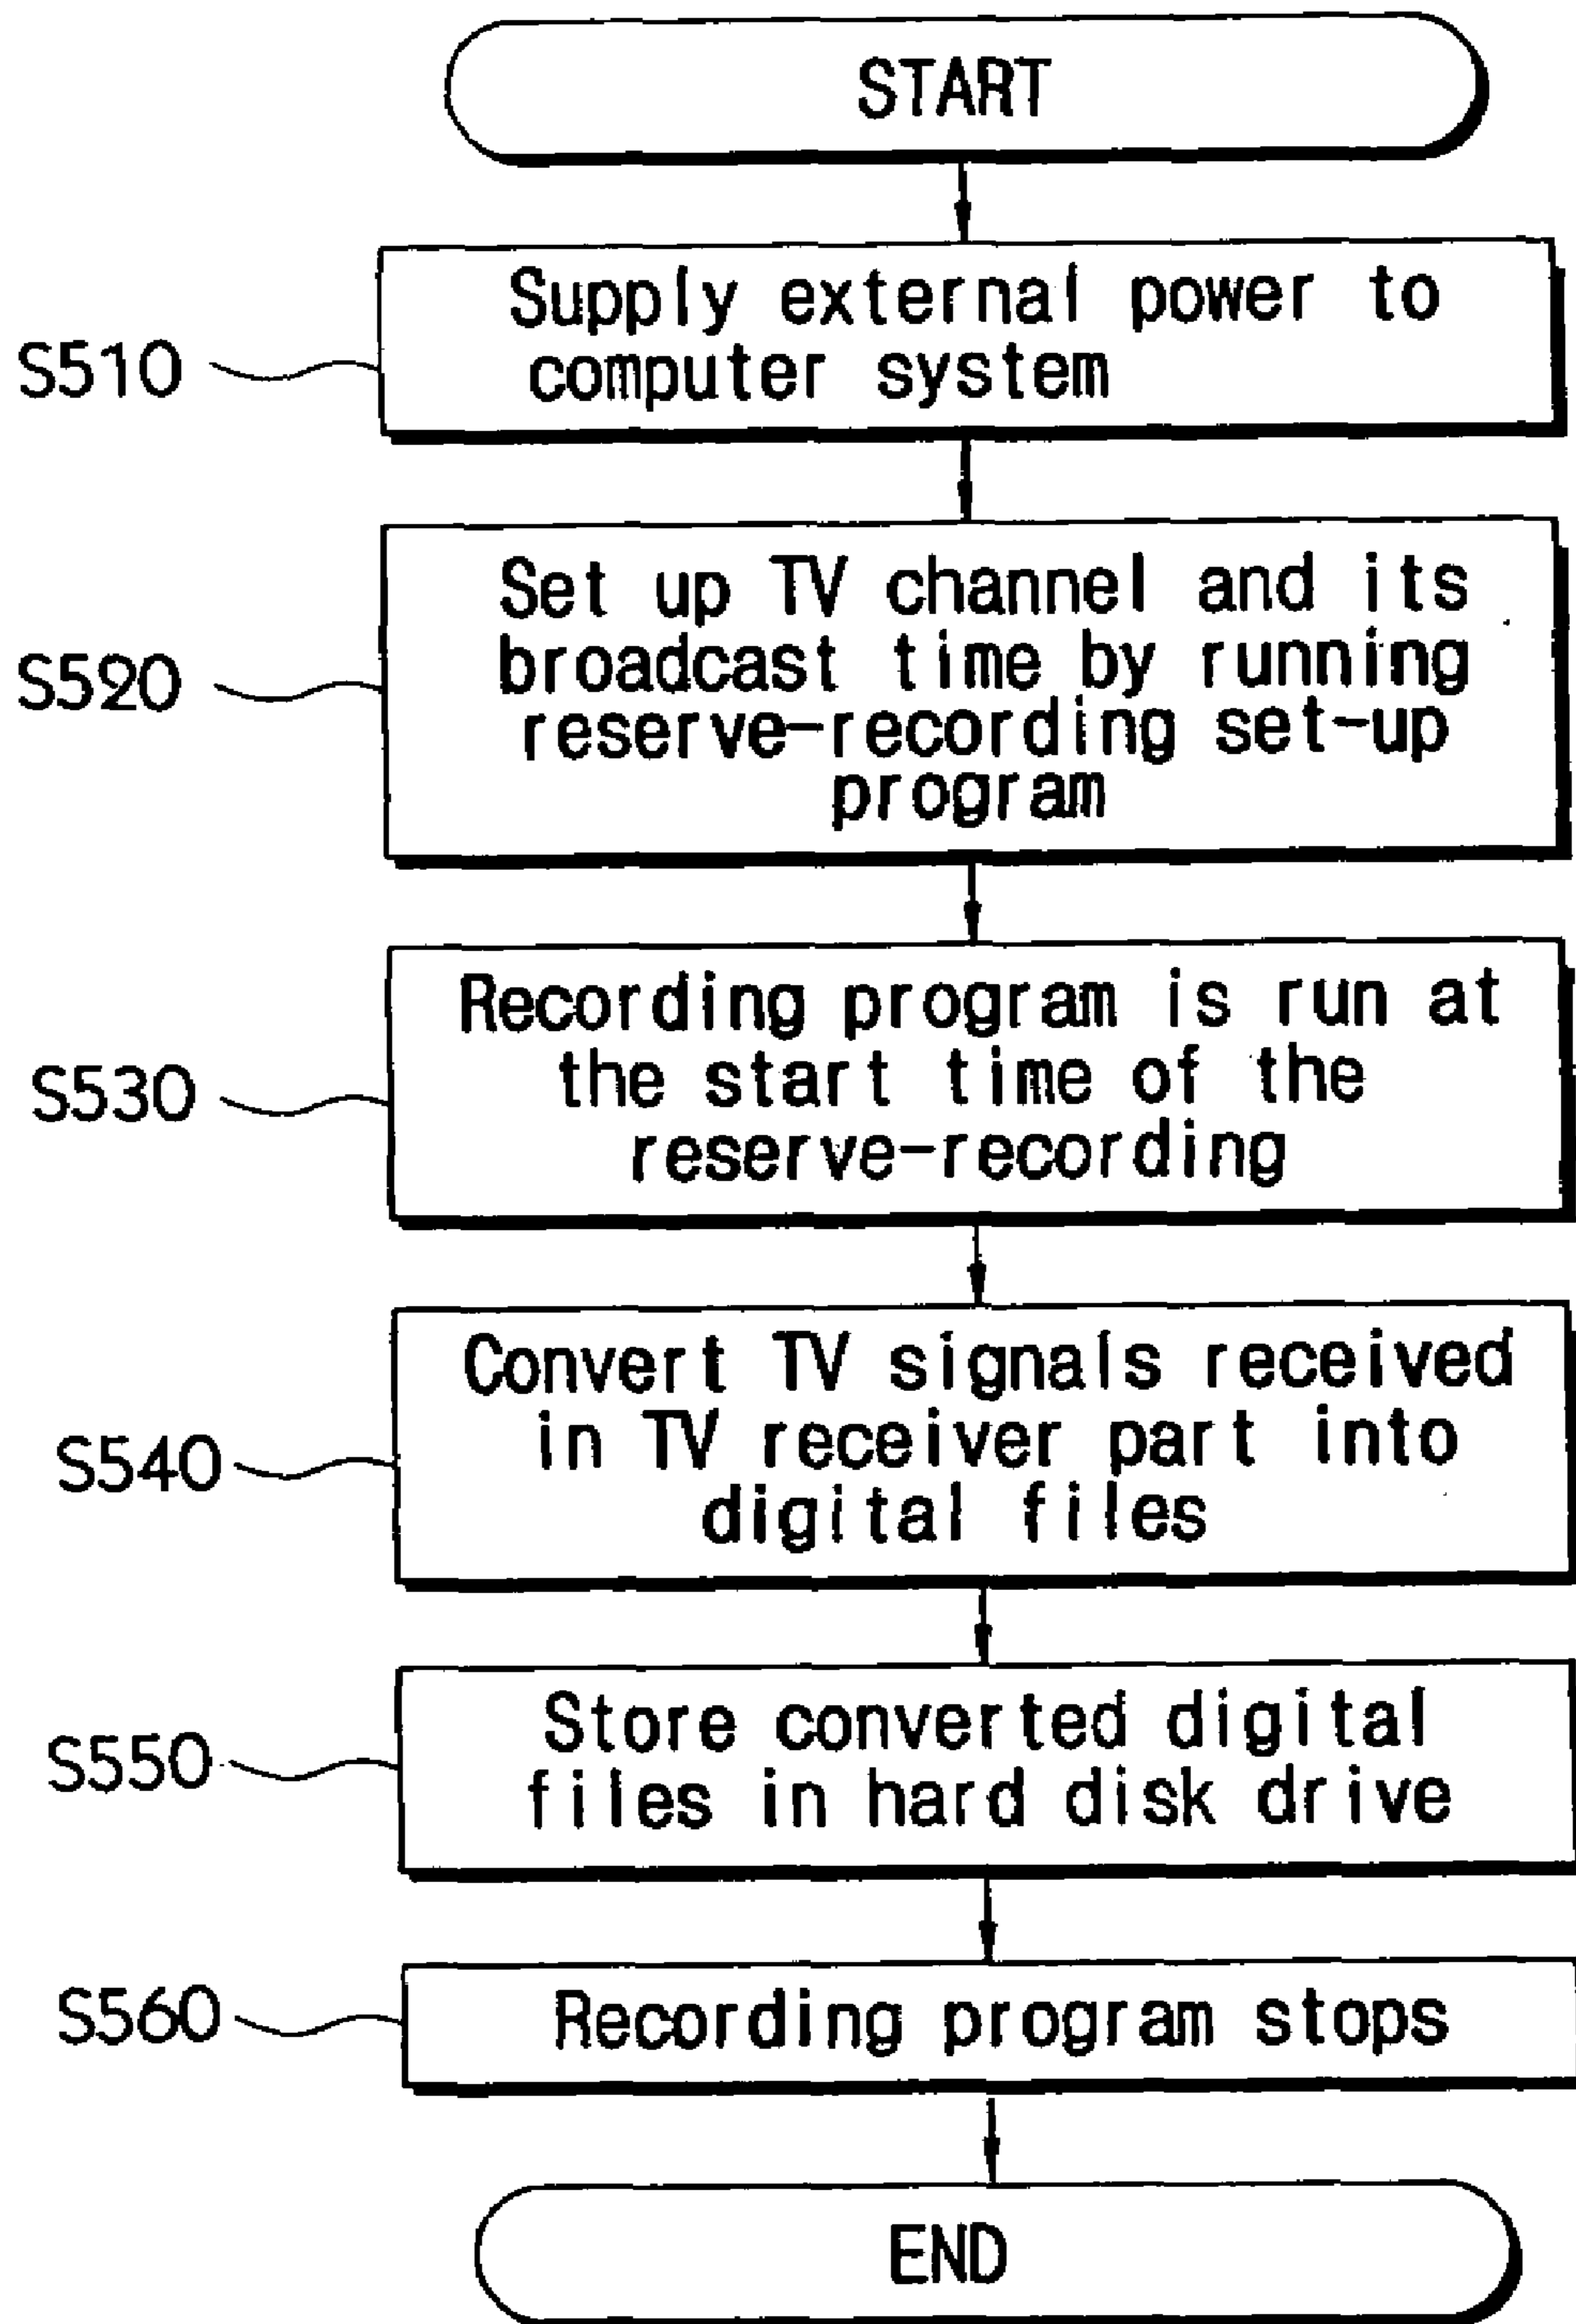 START
S510
Supply external power to
computer system
S520
Set up TV channel and its
broadcast time by running
reserve-recording set-up
program
S530
Recording program is run at
the start time of the
reserve-recording
S540
Convert TV signals received
in TV receiver part into
digital files
S550
Store converted digital
files in hard disk drive
S560
Recording program stops
END